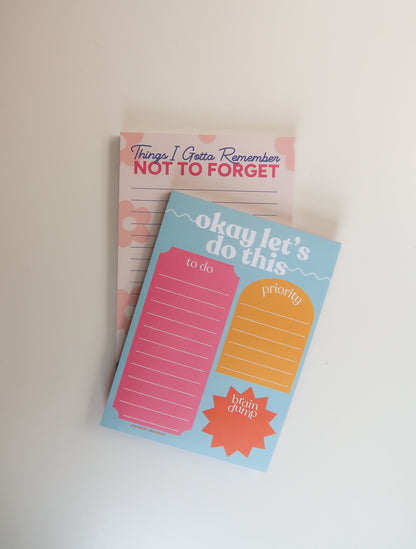 Things I Gotta Remember
NOT TO FORGET
okay let's
do this
to do
priority
brain
dump